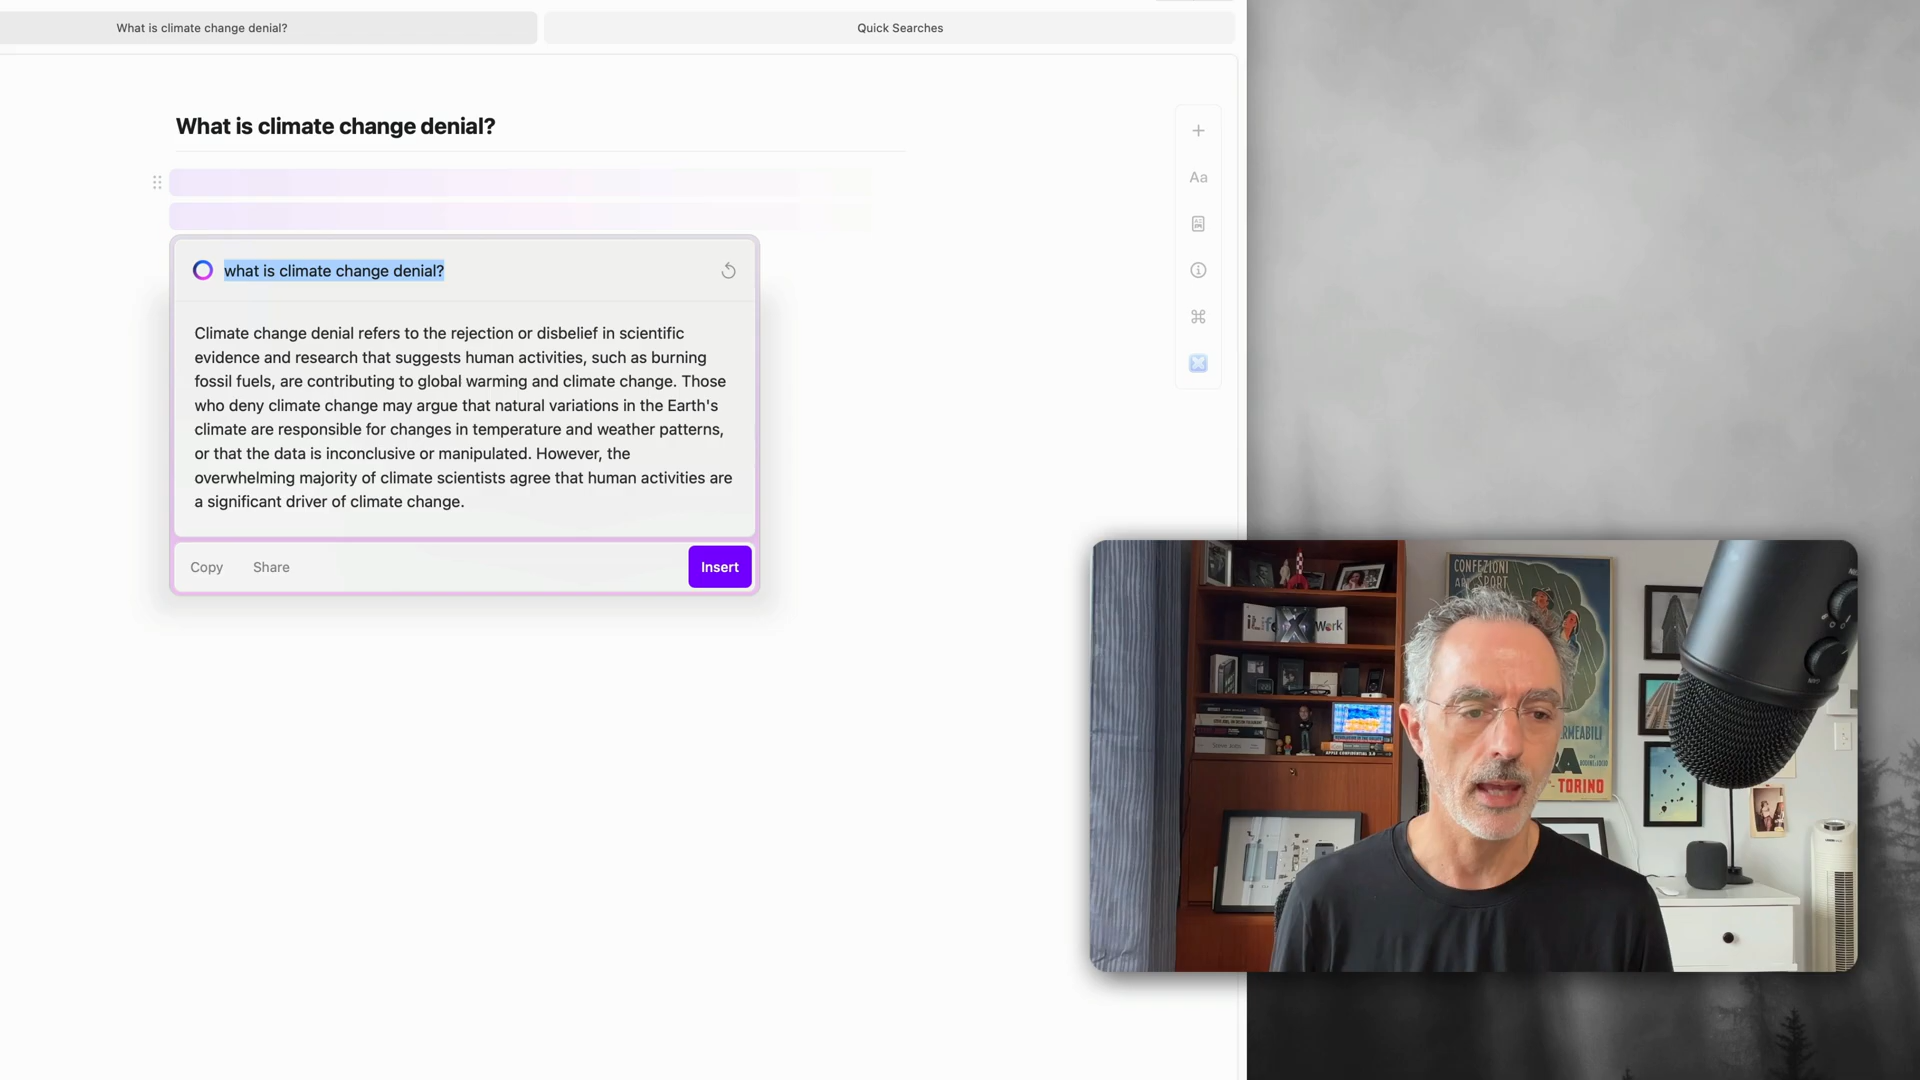 What is climate change denial?
Quick Searches
What is climate change denial?
Aa
what is climate change denial?
Climate change denial refers to the rejection or disbelief in scientific
evidence and research that suggests human activities, such as burning
fossil fuels, are contributing to global warming and climate change. Those
who deny climate change may argue that natural variations in the Earth's
climate are responsible for changes in temperature and weather patterns,
or that the data is inconclusive or manipulated. However, the
overwhelming majority of climate scientists agree that human activities are
a significant driver of climate change.
Copy
Share
Insert
CONFEZIONI
SPORT
iLife
Work
TORINO